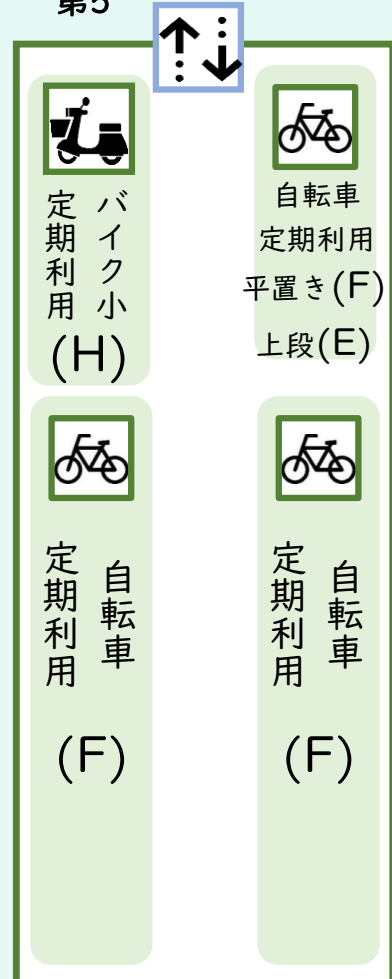 第5
バイク小
定期利用
(H)
自転車
定期利用
平置き(F)
上段(E)
自転車
定期利用
(F)
自転車
定期利用
(F)